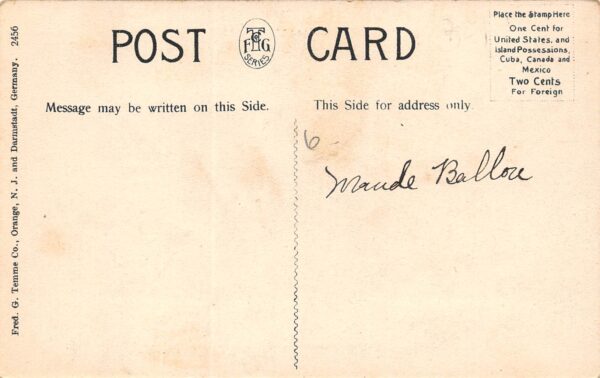 POST CARD
FGT Co SERIES
Place the Stamp Here
One Cent for
United States, and
Island Possessions,
Cuba, Canada and
Mexico
Two Cents
For Foreign
Message may be written on this Side.
This Side for address only.
6-
Maude Ballou
Fred. G. Temme Co., Orange, N. J. and Darmstadt, Germany. 2456